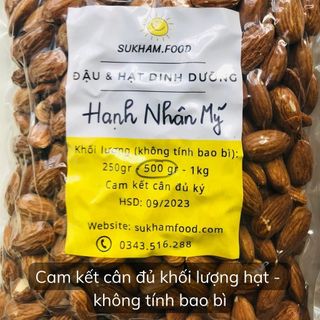 SUKHAM.FOOD
ĐẬU & HẠT DINH DƯỠNG
Hạnh Nhân Mỹ
Khối lượng (không tính bao bì):
250gr - 500 gr - 1kg
Cam kết cân đủ ký
HSD: 09/2023
Website: sukhamfood.com
0343.516.288
Cam kết cân đủ khối lượng hạt -
không tính bao bì